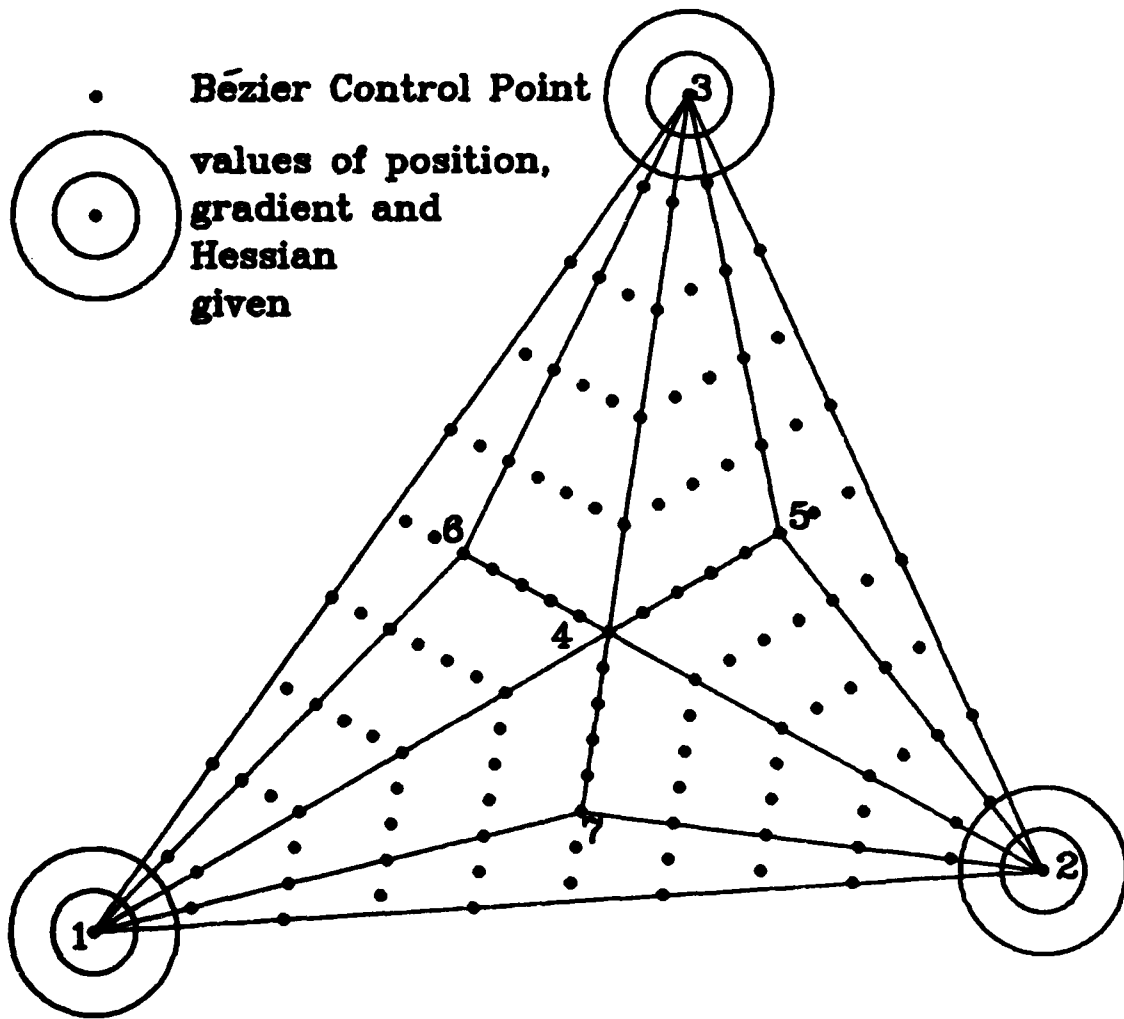 3
Bézier Control Point
values of position,
gradient and
Hessian
given
6
5
4
7
2
1